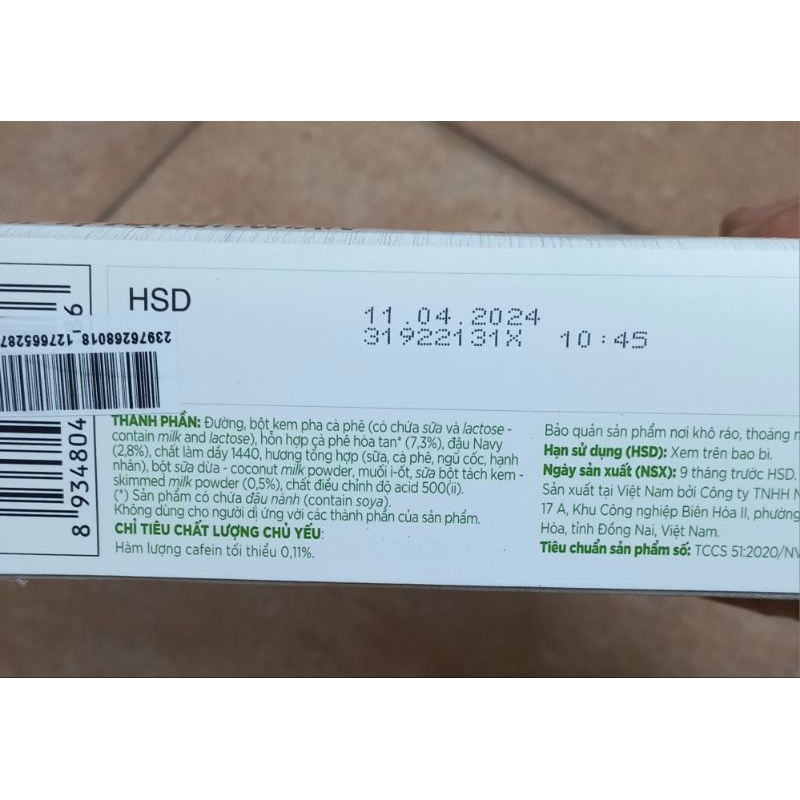 HSD
11.04.2024
31922131X 10:45
239762268018_127665287
8 934804
6
THÀNH PHẦN: Đường, bột kem pha cà phê (có chứa sữa và lactose -
contain milk and lactose), hỗn hợp cà phê hòa tan* (7,3%), đậu Navy
(2,8%), chất làm dầy 1440, hương tổng hợp (sữa, cà phê, ngũ cốc, hạnh
nhân), bột sữa dừa - coconut milk powder, muối i-ốt, sữa bột tách kem -
skimmed milk powder (0,5%), chất điều chỉnh độ acid 500(ii).
(*) Sản phẩm có chứa đậu nành (contain soya).
Không dùng cho người dị ứng với các thành phần của sản phẩm.
CHỈ TIÊU CHẤT LƯỢNG CHỦ YẾU:
Hàm lượng cafein tối thiểu 0,11%.
Bảo quản sản phẩm nơi khô ráo, thoáng
Hạn sử dụng (HSD): Xem trên bao bì.
Ngày sản xuất (NSX): 9 tháng trước HSD.
Sản xuất tại Việt Nam bởi Công ty TNHH
17 A, Khu Công nghiệp Biên Hòa II, phường
Hòa, tỉnh Đồng Nai, Việt Nam.
Tiêu chuẩn sản phẩm số: TCCS 51:2020/NV